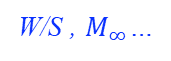 W/S , M∞ ...